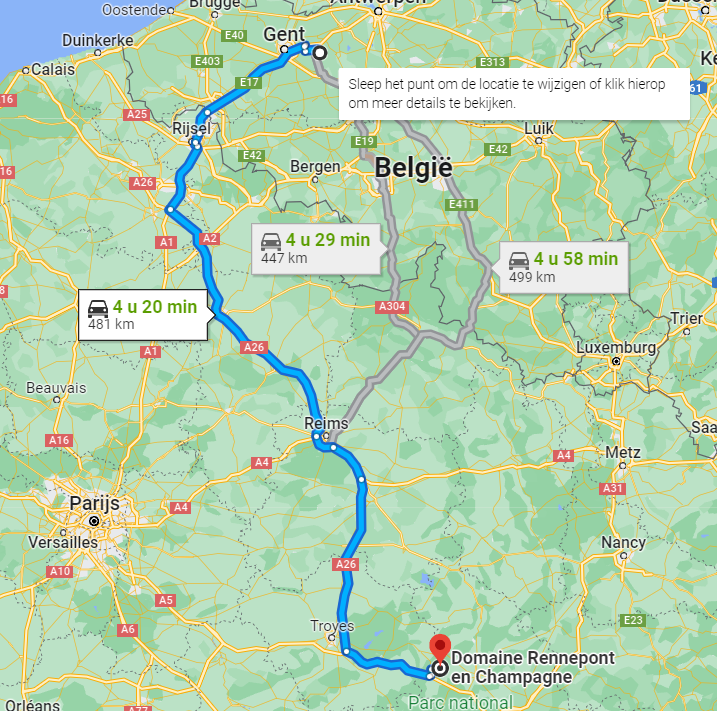 Oostende
Brugge
Antwerpen
Duinkerke
E40
Gent
Calais
E403
E313
E17
Sleep het punt om de locatie te wijzigen of klik hierop
om meer details te bekijken.
61
16
A25
Rijsel
E19
Luik
E42
E42
Bergen
België
16
A26
E411
A1
A2
4 u 29 min
447 km
4 u 58 min
499 km
4 u 20 min
481 km
A304
Trier
A1
A26
Luxemburg
Beauvais
Reims
Saa
A16
A4
A4
Metz
A31
Parijs
A4
Versailles
Nancy
A10
A26
A5
A6
Troyes
E23
Domaine Rennepont
en Champagne
Orléans
A77
Parc national